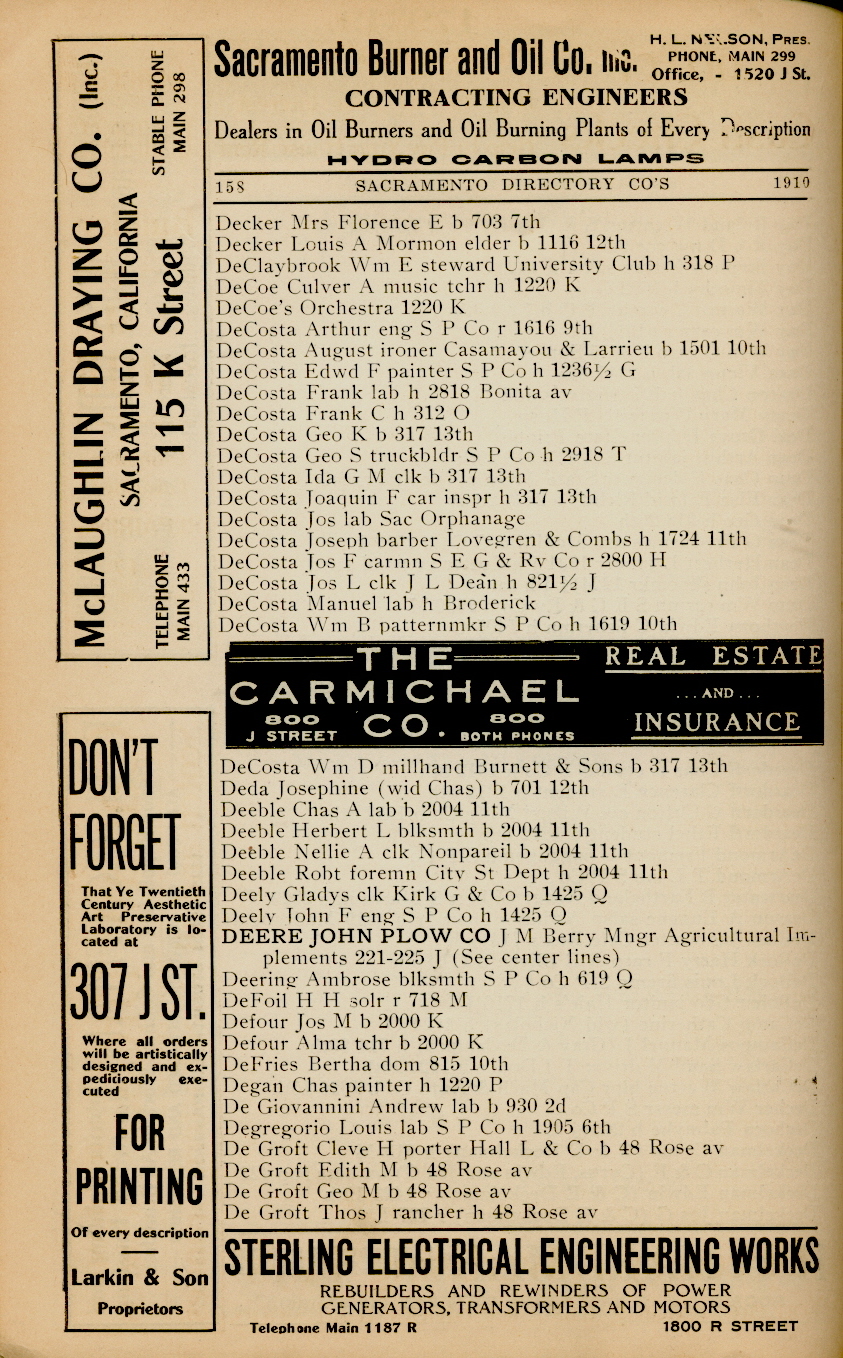 Sacramento Burner and Oil Co. Inc.
H. L. SON, PRES.
PHONE, MAIN 299
Office, - 1520 J St.
CONTRACTING ENGINEERS
Dealers in Oil Burners and Oil Burning Plants of Every Description
HYDRO CARBON LAMPS
158 SACRAMENTO DIRECTORY CO'S 1910
McLAUGHLIN DRAYING CO. (Inc.)
SACRAMENTO, CALIFORNIA
TELEPHONE MAIN 433
115 K Street
STABLE PHONE MAIN 298
Decker Mrs Florence E b 703 7th
Decker Louis A Mormon elder b 1116 12th
DeClaybrook Wm E steward University Club h 318 P
DeCoe Culver A music tchr h 1220 K
DeCoe's Orchestra 1220 K
DeCosta Arthur eng S P Co r 1616 9th
DeCosta August ironer Casamayou & Larrieu b 1501 10th
DeCosta Edwd F painter S P Co h 1236½ G
DeCosta Frank lab h 2818 Bonita av
DeCosta Frank C h 312 O
DeCosta Geo K b 317 13th
DeCosta Geo S truckbldr S P Co h 2918 T
DeCosta Ida G M clk b 317 13th
DeCosta Joaquin F car inspr h 317 13th
DeCosta Jos lab Sac Orphanage
DeCosta Joseph barber Lovegren & Combs h 1724 11th
DeCosta Jos F carmn S E G & Ry Co r 2800 H
DeCosta Jos L clk J L Dean h 821½ J
DeCosta Manuel lab h Broderick
DeCosta Wm B patternmkr S P Co h 1619 10th
THE
CARMICHAEL
800 J STREET
CO.
800 BOTH PHONES
REAL ESTATE
...AND...
INSURANCE
DeCosta Wm D millhand Burnett & Sons b 317 13th
Deda Josephine (wid Chas) b 701 12th
Deeble Chas A lab b 2004 11th
Deeble Herbert L blksmth b 2004 11th
Deeble Nellie A clk Nonpareil b 2004 11th
Deeble Robt foremn City St Dept h 2004 11th
Deely Gladys clk Kirk G & Co b 1425 Q
Deely John F eng S P Co h 1425 Q
DEERE JOHN PLOW CO J M Berry Mngr Agricultural Im-
plements 221-225 J (See center lines)
Deering Ambrose blksmth S P Co h 619 Q
DeFoil H H solr r 718 M
Defour Jos M b 2000 K
Defour Alma tchr b 2000 K
DeFries Bertha dom 815 10th
Degan Chas painter h 1220 P
De Giovannini Andrew lab b 930 2d
Degregorio Louis lab S P Co h 1905 6th
De Groft Cleve H porter Hall L & Co b 48 Rose av
De Groft Edith M b 48 Rose av
De Groft Geo M b 48 Rose av
De Groft Thos J rancher h 48 Rose av
DON'T
FORGET
That Ye Twentieth
Century Aesthetic
Art Preservative
Laboratory is lo-
cated at
307 J ST.
Where all orders
will be artistically
designed and ex-
pediciously exe-
cuted
FOR
PRINTING
Of every description
Larkin & Son
Proprietors
STERLING ELECTRICAL ENGINEERING WORKS
REBUILDERS AND REWINDERS OF POWER
GENERATORS, TRANSFORMERS AND MOTORS
Telephone Main 1187 R 1800 R STREET